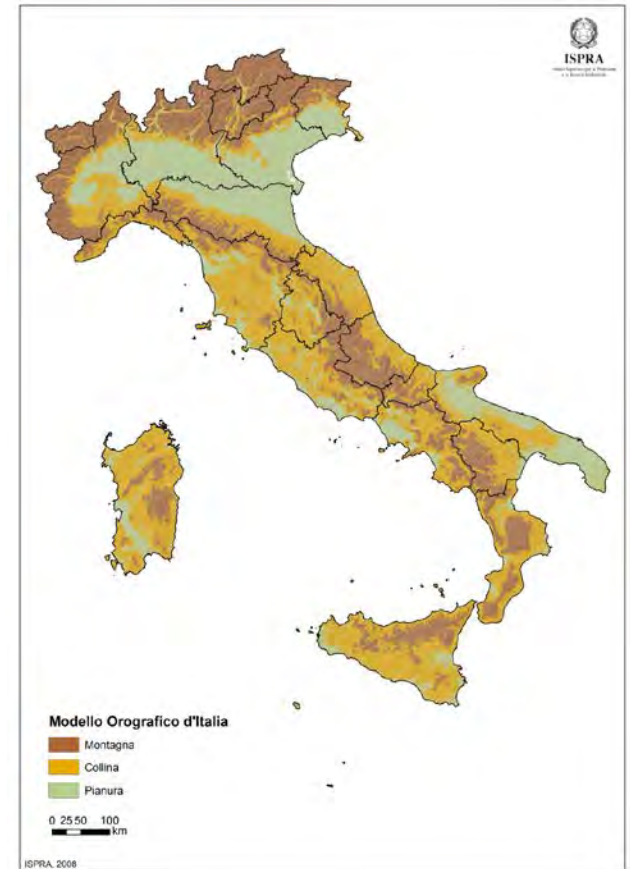 ISPRA
Modello Orografico d'Italia
Montagna
Collina
Pianura
0 25 50 100
km
ISPRA, 2008